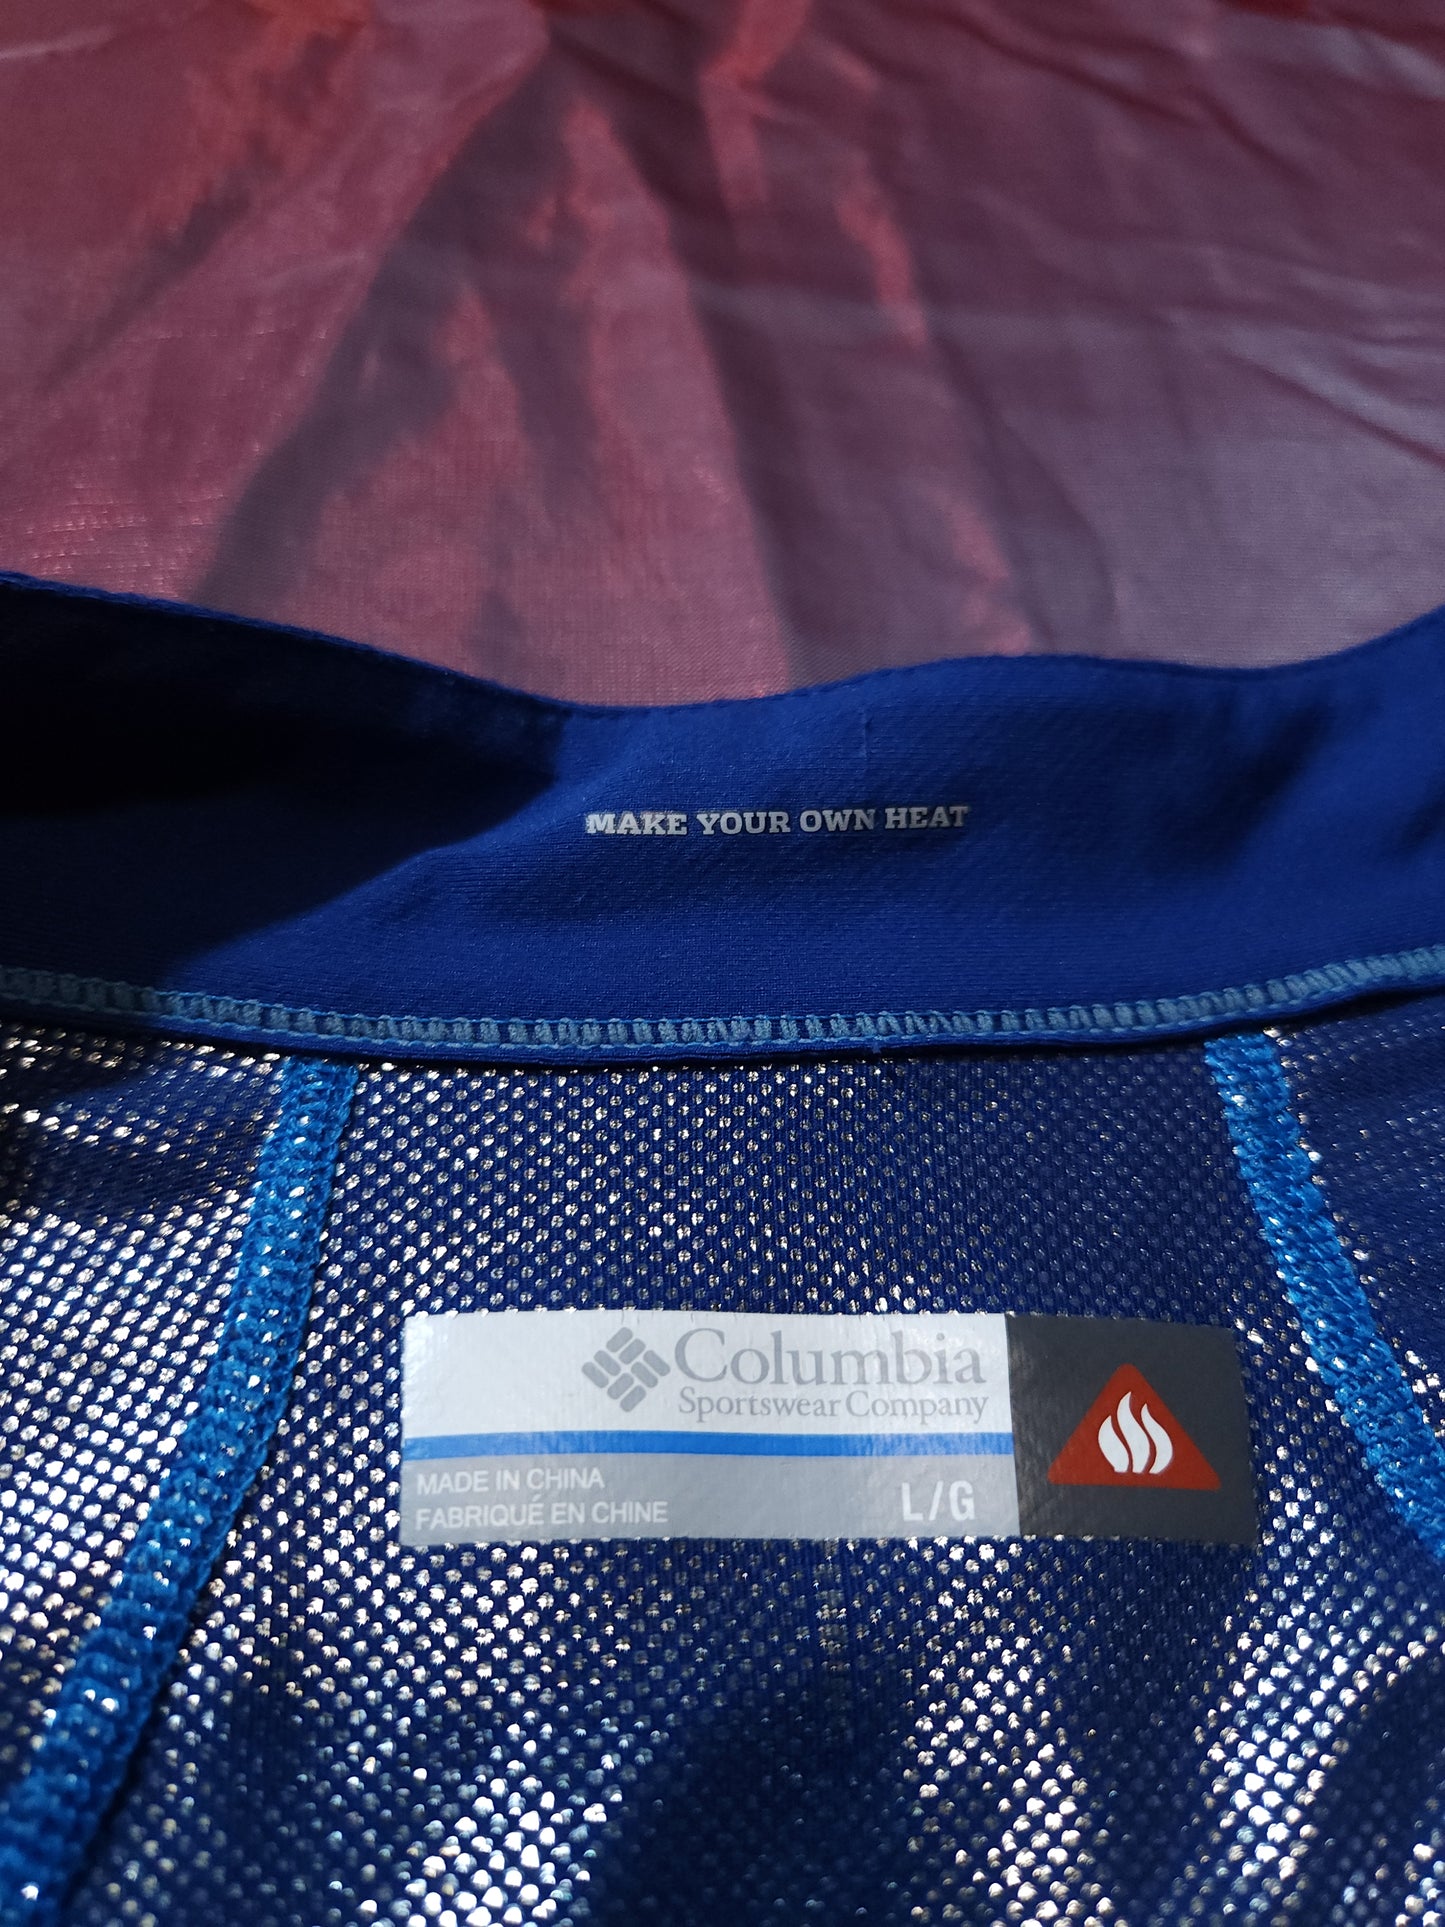 MAKE YOUR OWN HEAT
Columbia
Sportswear Company
MADE IN CHINA
FABRIQUÉ EN CHINE
L/G